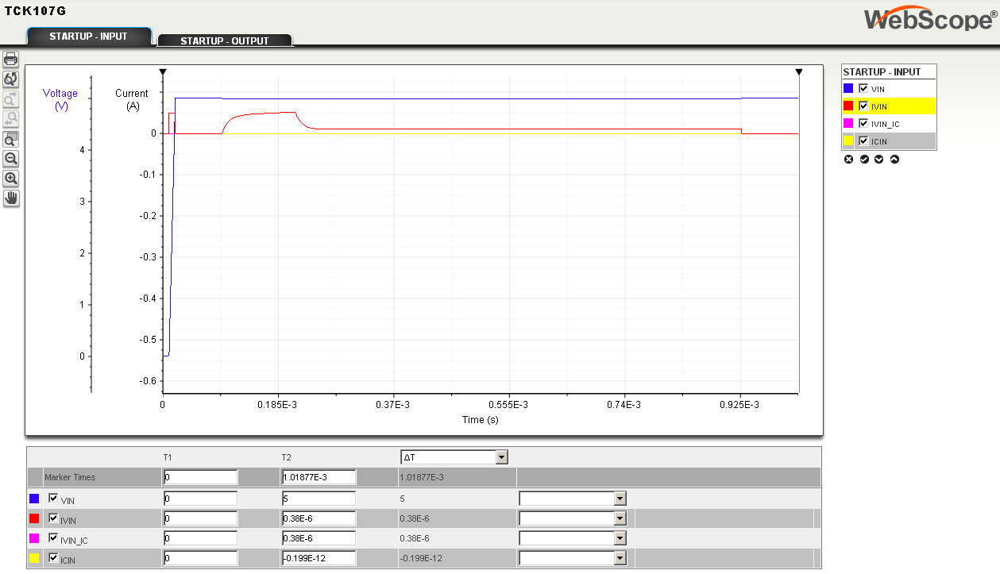 TCK107G
WebScope®
STARTUP - INPUT
STARTUP - OUTPUT
Voltage
(V)
Current
(A)
4
3
2
1
0
0
-0.1
-0.2
-0.3
-0.4
-0.5
-0.6
0
0.185E-3
0.37E-3
0.555E-3
0.74E-3
0.925E-3
Time (s)
STARTUP - INPUT
VIN
IVIN
IVIN_IC
ICIN
T1 T2 ΔT
Marker Times 0 1.01877E-3 1.01877E-3
VIN 0 5 5
IVIN 0 0.38E-6 0.38E-6
IVIN_IC 0 0.38E-6 0.38E-6
ICIN 0 -0.199E-12 -0.199E-12